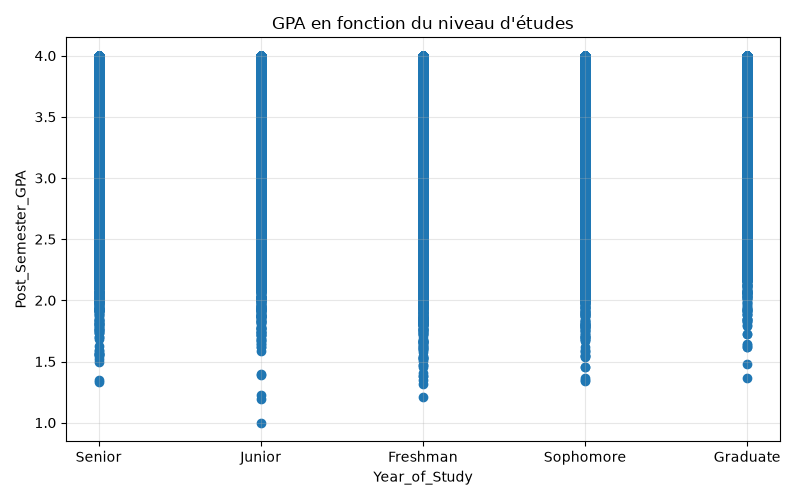 GPA en fonction du niveau d'études
Post_Semester_GPA
4.0
3.5
3.0
2.5
2.0
1.5
1.0
Senior Junior Freshman Sophomore Graduate
Year_of_Study